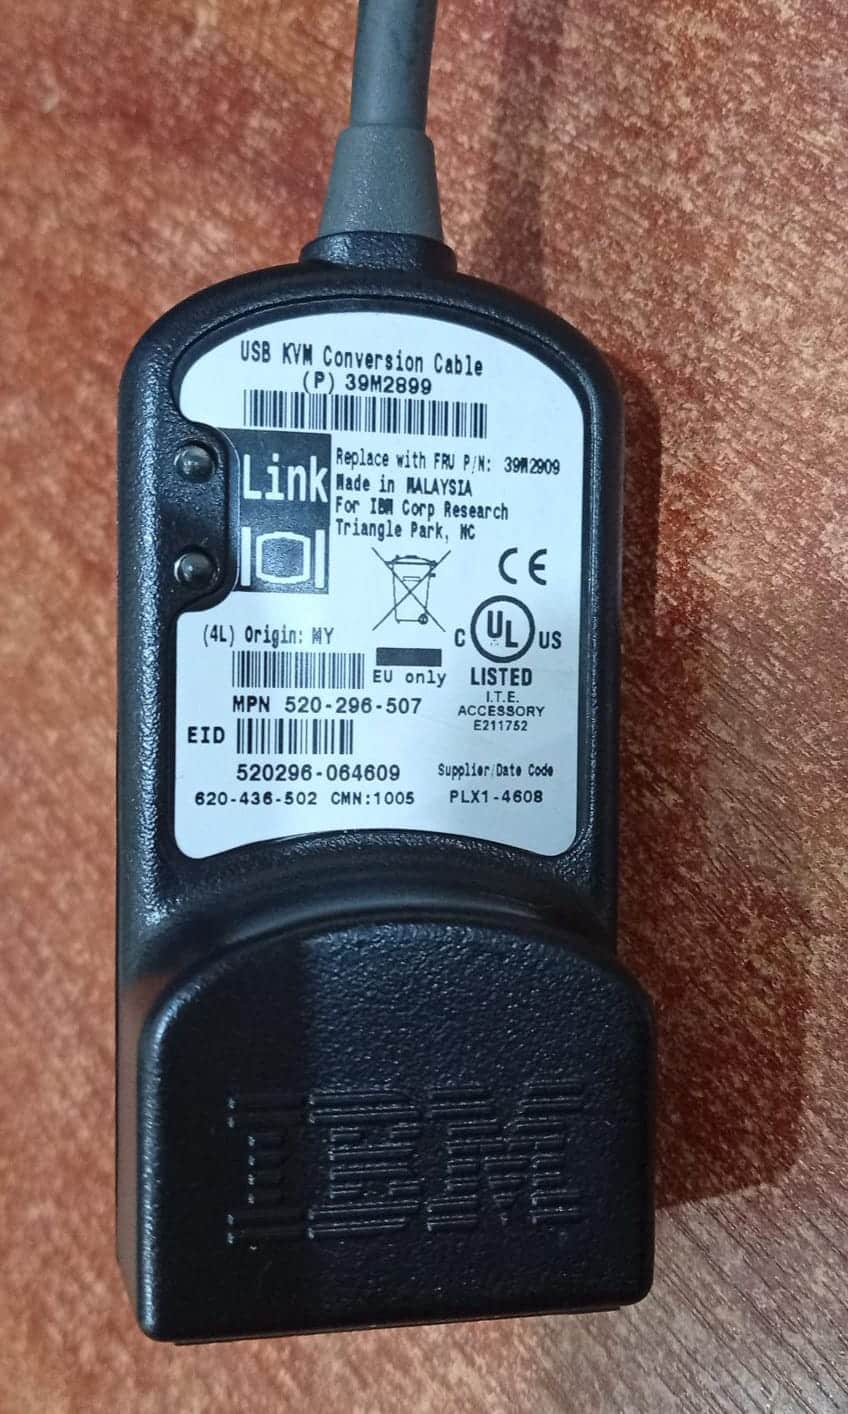 USB KVM Conversion Cable
(P) 39M2899
Replace with FRU P/N: 39M2909
Link
Made in MALAYSIA
For IBM Corp Research
Triangle Park, NC
CE
(4L) Origin: MY
C UL US
EU only
LISTED
MPN 520-296-507
I.T.E.
ACCESSORY
E211752
EID
520296-064609
Supplier/Date Code
620-436-502 CMN:1005
PLX1-4608
IBM